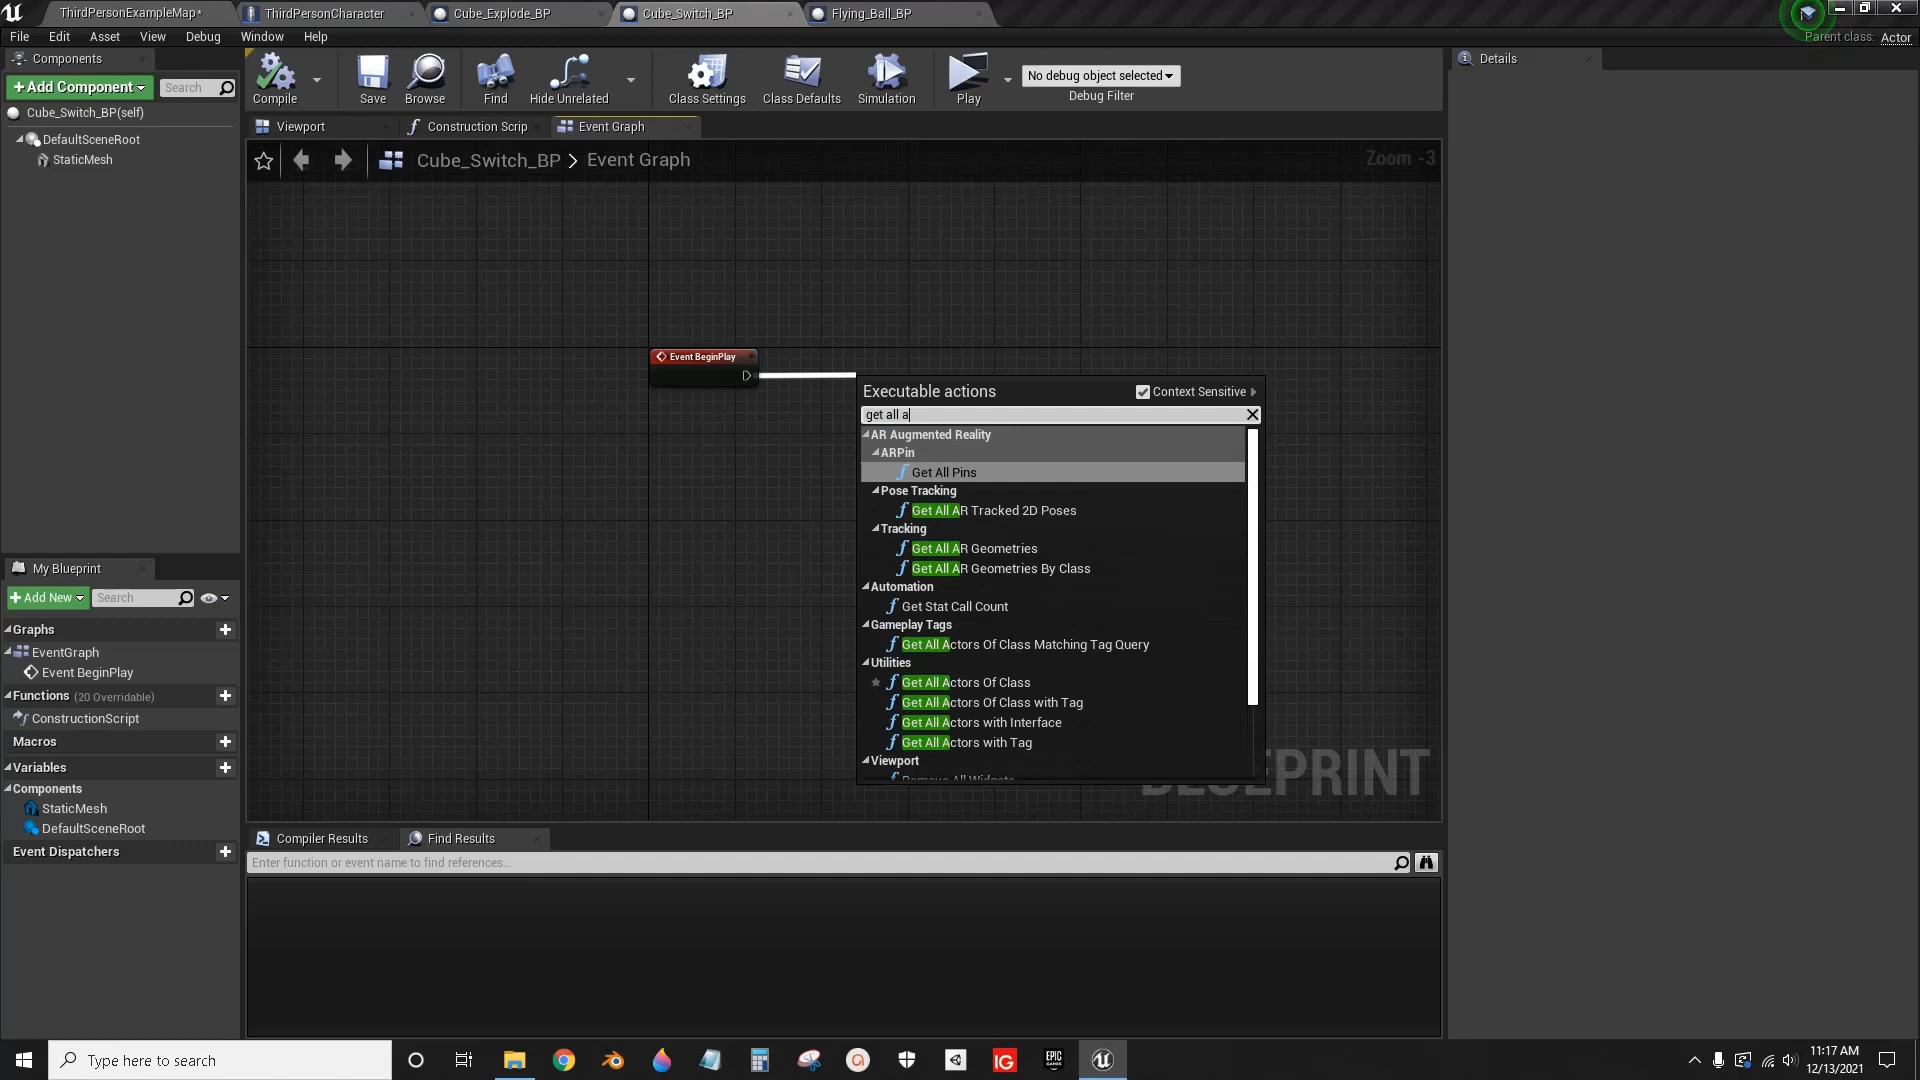 ThirdPersonExampleMap*
ThirdPersonCharacter
Cube_Explode_BP
Cube_Switch_BP
Flying_Ball_BP
File Edit Asset View Debug Window Help
Parent class: Actor
Components
+ Add Component
Search
Cube_Switch_BP(self)
DefaultSceneRoot
StaticMesh
Compile
Save
Browse
Find
Hide Unrelated
Class Settings
Class Defaults
Simulation
Play
No debug object selected
Debug Filter
Details
Viewport
Construction Scrip
Event Graph
Cube_Switch_BP > Event Graph
Zoom -3
Event BeginPlay
Executable actions
Context Sensitive
get all a
AR Augmented Reality
ARPin
Get All Pins
Pose Tracking
Get All AR Tracked 2D Poses
Tracking
Get All AR Geometries
Get All AR Geometries By Class
Automation
Get Stat Call Count
Gameplay Tags
Get All Actors Of Class Matching Tag Query
Utilities
Get All Actors Of Class
Get All Actors Of Class with Tag
Get All Actors with Interface
Get All Actors with Tag
Viewport
Remove All Widgets
BLUEPRINT
My Blueprint
+ Add New
Search
Graphs
EventGraph
Event BeginPlay
Functions (20 Overridable)
ConstructionScript
Macros
Variables
Components
StaticMesh
DefaultSceneRoot
Event Dispatchers
Compiler Results
Find Results
Enter function or event name to find references...
Type here to search
IG
EPIC
GAMES
11:17 AM
12/13/2021